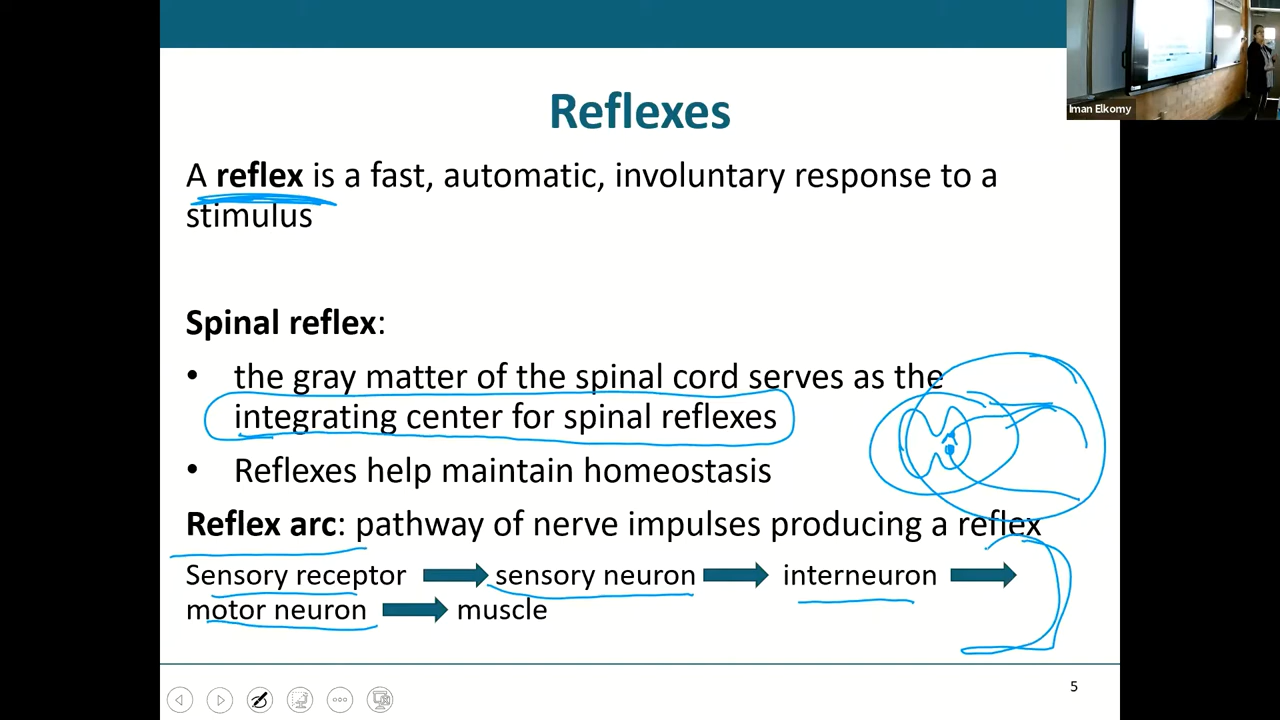 Iman Elkomy
Reflexes
A reflex is a fast, automatic, involuntary response to a
stimulus
Spinal reflex:
• the gray matter of the spinal cord serves as the
integrating center for spinal reflexes
• Reflexes help maintain homeostasis
Reflex arc: pathway of nerve impulses producing a reflex
Sensory receptor sensory neuron interneuron
motor neuron muscle
5